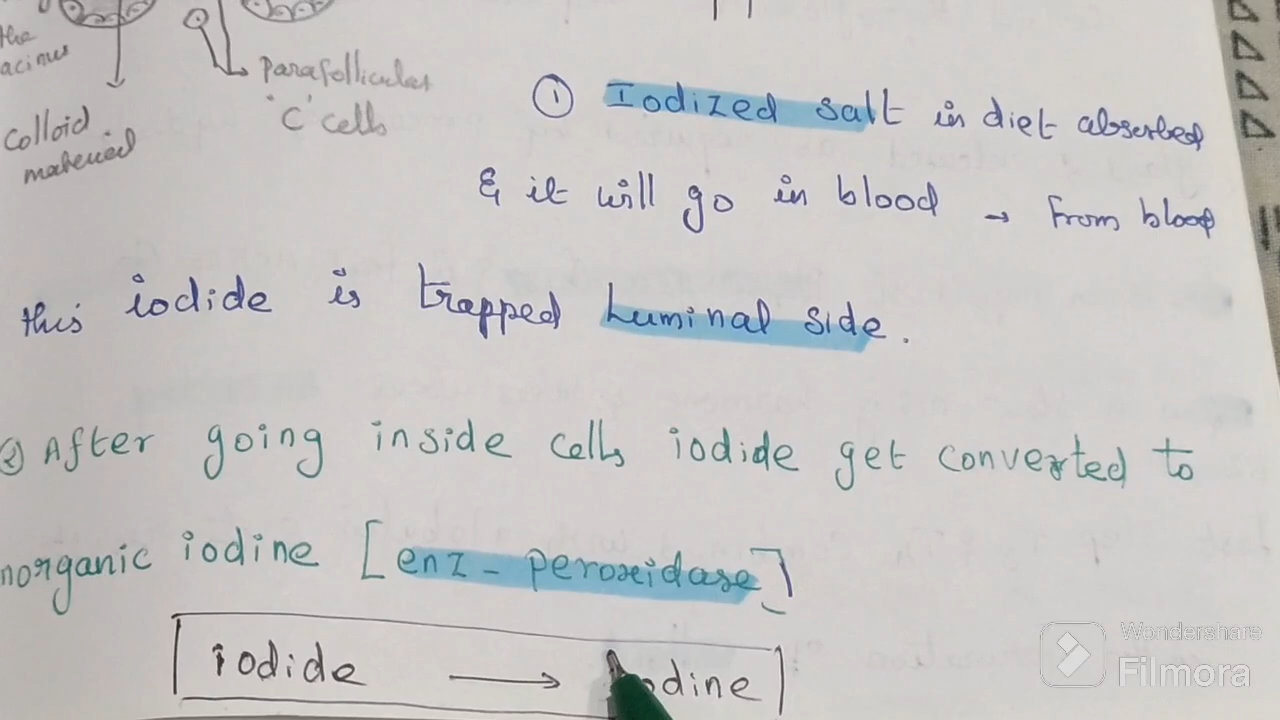 the
acinus
colloid
material
parafollicular
'C' cells
① Iodized salt in diet absorbed
& it will go in blood → From blood
this iodide is trapped Luminal side.
2) After going inside cells iodide get converted to
norganic iodine [enz - peroxidase]
iodide → iodine
Wondershare
Filmora